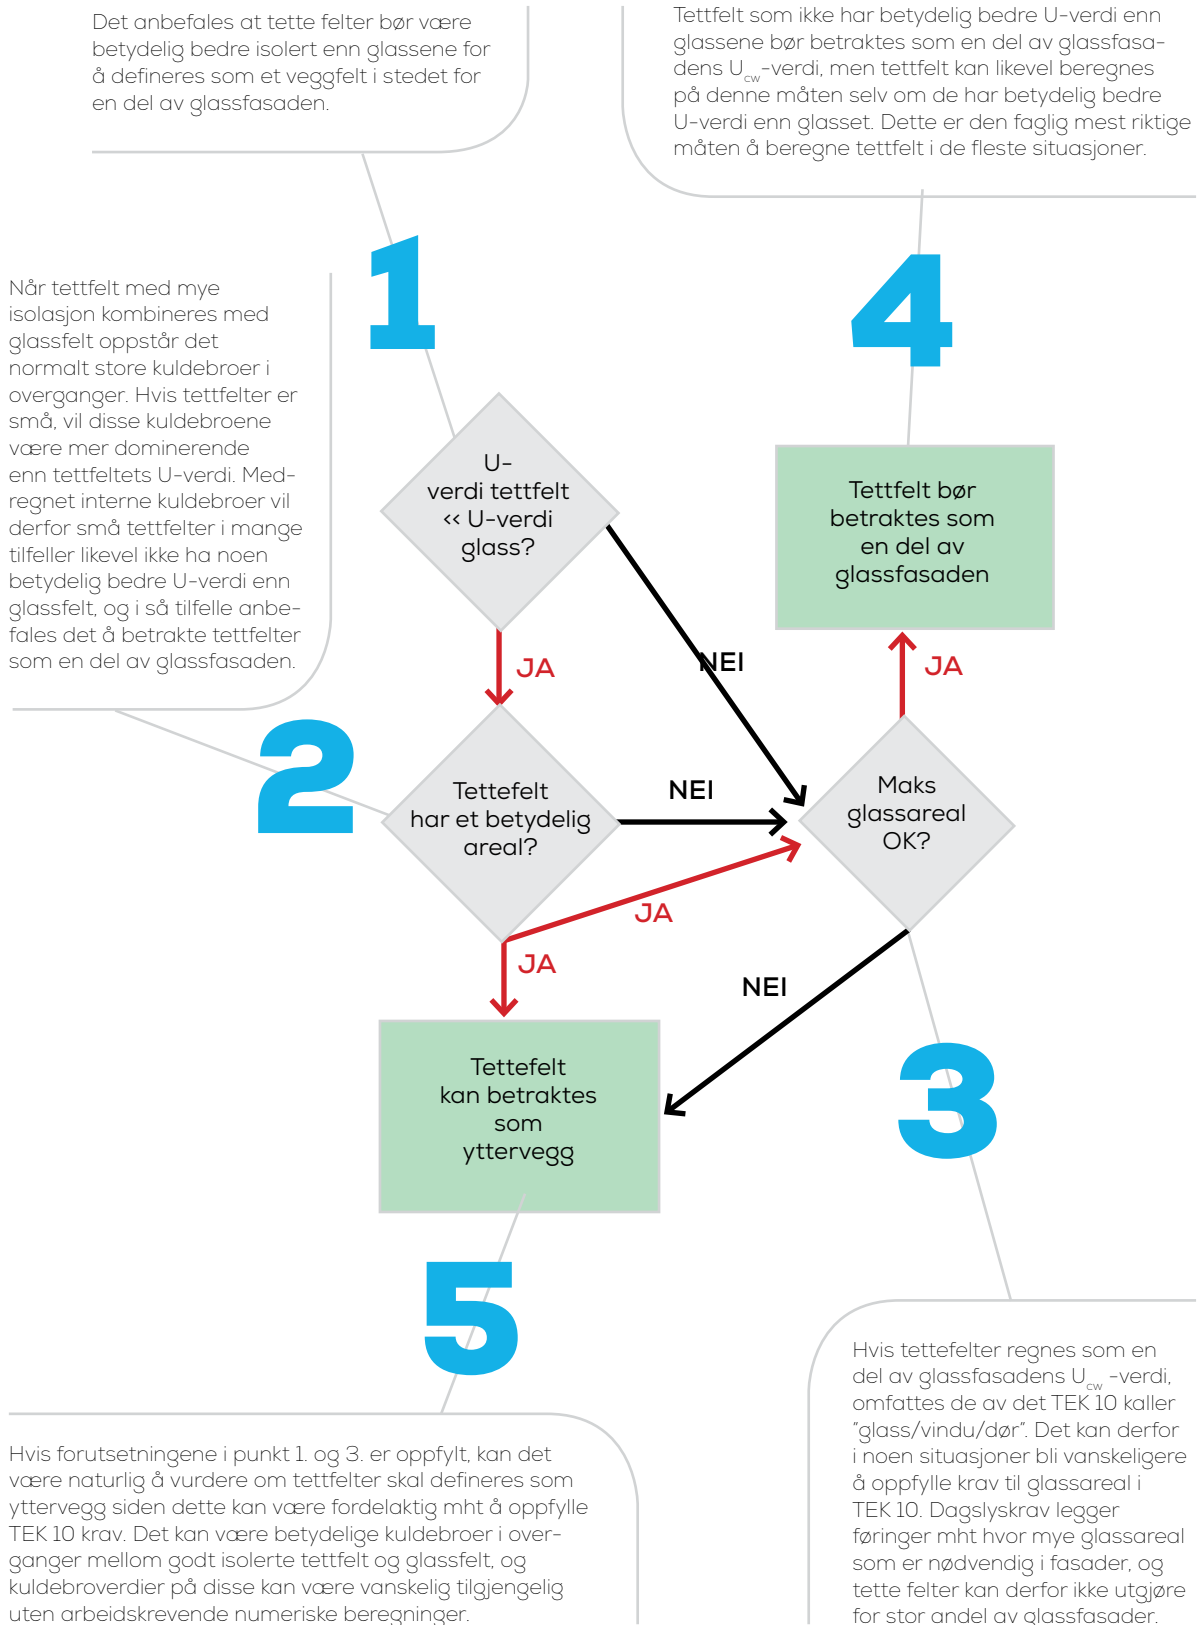 Det anbefales at tette felter bør være
betydelig bedre isolert enn glassene for
å defineres som et veggfelt i stedet for
en del av glassfasaden.
Tettfelt som ikke har betydelig bedre U-verdi enn
glassene bør betraktes som en del av glassfasa-
dens Ucw-verdi, men tettfelt kan likevel beregnes
på denne måten selv om de har betydelig bedre
U-verdi enn glasset. Dette er den faglig mest riktige
måten å beregne tettfelt i de fleste situasjoner.
1
4
Når tettfelt med mye
isolasjon kombineres med
glassfelt oppstår det
normalt store kuldebroer i
overganger. Hvis tettfelter er
små, vil disse kuldebroene
være mer dominerende
enn tettfeltets U-verdi. Med-
regnet interne kuldebroer vil
derfor små tettfelter i mange
tilfeller likevel ikke ha noen
betydelig bedre U-verdi enn
glassfelt, og i så tilfelle anbe-
fales det å betrakte tettfelter
som en del av glassfasaden.
U-
verdi tettfelt
<< U-verdi
glass?
Tettfelt bør
betraktes som
en del av
glassfasaden
JA
NEI
JA
2
Tettefelt
har et betydelig
areal?
NEI
Maks
glassareal
OK?
JA
JA
NEI
Tettefelt
kan betraktes
som
yttervegg
3
5
Hvis tettefelter regnes som en
del av glassfasadens Ucw -verdi,
omfattes de av det TEK 10 kaller
"glass/vindu/dør". Det kan derfor
i noen situasjoner bli vanskeligere
å oppfylle krav til glassareal i
TEK 10. Dagslyskrav legger
føringer mht hvor mye glassareal
som er nødvendig i fasader, og
tette felter kan derfor ikke utgjøre
for stor andel av glassfasader.
Hvis forutsetningene i punkt 1. og 3. er oppfylt, kan det
være naturlig å vurdere om tettfelter skal defineres som
yttervegg siden dette kan være fordelaktig mht å oppfylle
TEK 10 krav. Det kan være betydelige kuldebroer i over-
ganger mellom godt isolerte tettfelt og glassfelt, og
kuldebroverdier på disse kan være vanskelig tilgjengelig
uten arbeidskrevende numeriske beregninger.